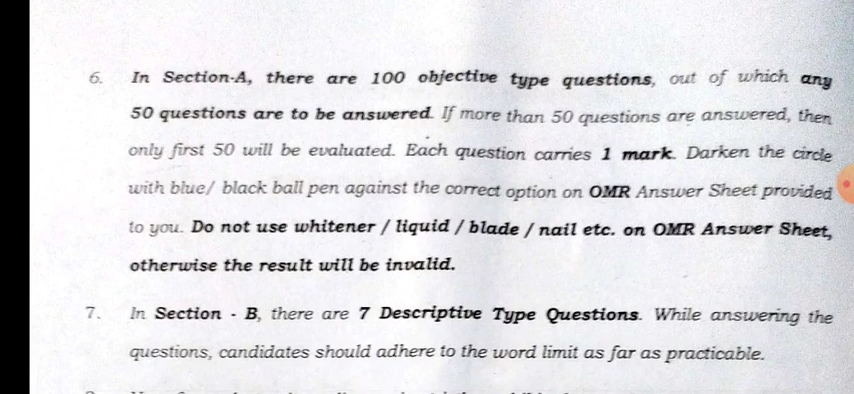 6. In Section-A, there are 100 objective type questions, out of which any
50 questions are to be answered. If more than 50 questions are answered, then
only first 50 will be evaluated. Each question carries 1 mark. Darken the circle
with blue/ black ball pen against the correct option on OMR Answer Sheet provided
to you. Do not use whitener / liquid / blade / nail etc. on OMR Answer Sheet,
otherwise the result will be invalid.
7. In Section - B, there are 7 Descriptive Type Questions. While answering the
questions, candidates should adhere to the word limit as far as practicable.